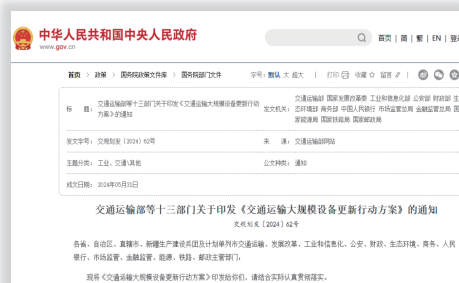 中华人民共和国中央人民政府
www.gov.cn
首页 | 简 | 繁 | EN | 登
首页 > 政策 > 国务院政策文件库 > 国务院部门文件
字号：默认 大 超大 | 打印 收藏 留言 |
标 题： 交通运输部等十三部门关于印发《交通运输大规模设备更新行动
方案》的通知
发文机关： 交通运输部 国家发展改革委 工业和信息化部 公安部 财政部 生
态环境部 商务部 中国人民银行 市场监管总局 金融监管总局 国
家能源局 国家铁路局 国家邮政局
发文字号： 交规划发〔2024〕62号
来 源： 交通运输部网站
主题分类： 工业、交通\其他
公文种类： 通知
成文日期： 2024年05月31日
交通运输部等十三部门关于印发《交通运输大规模设备更新行动方案》的通知
交规划发〔2024〕62号
各省、自治区、直辖市、新疆生产建设兵团及计划单列市交通运输、发展改革、工业和信息化、公安、财政、生态环境、商务、人民
银行、市场监管、金融监管、能源、铁路、邮政主管部门：
现将《交通运输大规模设备更新行动方案》印发给你们，请结合实际认真贯彻落实。